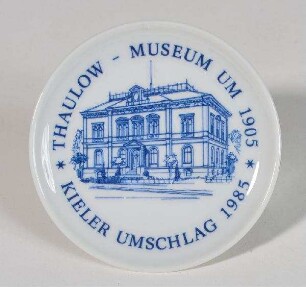 THAULOW - MUSEUM UM 1905
* KIELER UMSCHLAG 1985 *